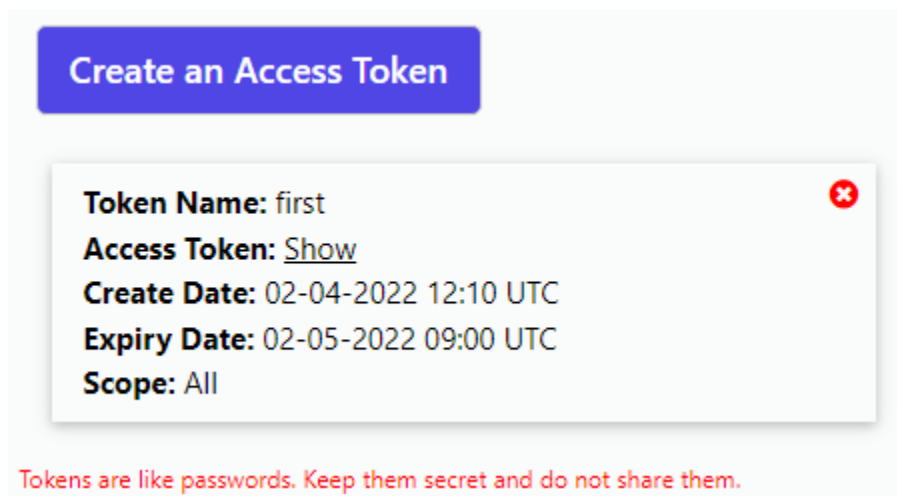 Create an Access Token
Token Name: first
Access Token: Show
Create Date: 02-04-2022 12:10 UTC
Expiry Date: 02-05-2022 09:00 UTC
Scope: All
Tokens are like passwords. Keep them secret and do not share them.